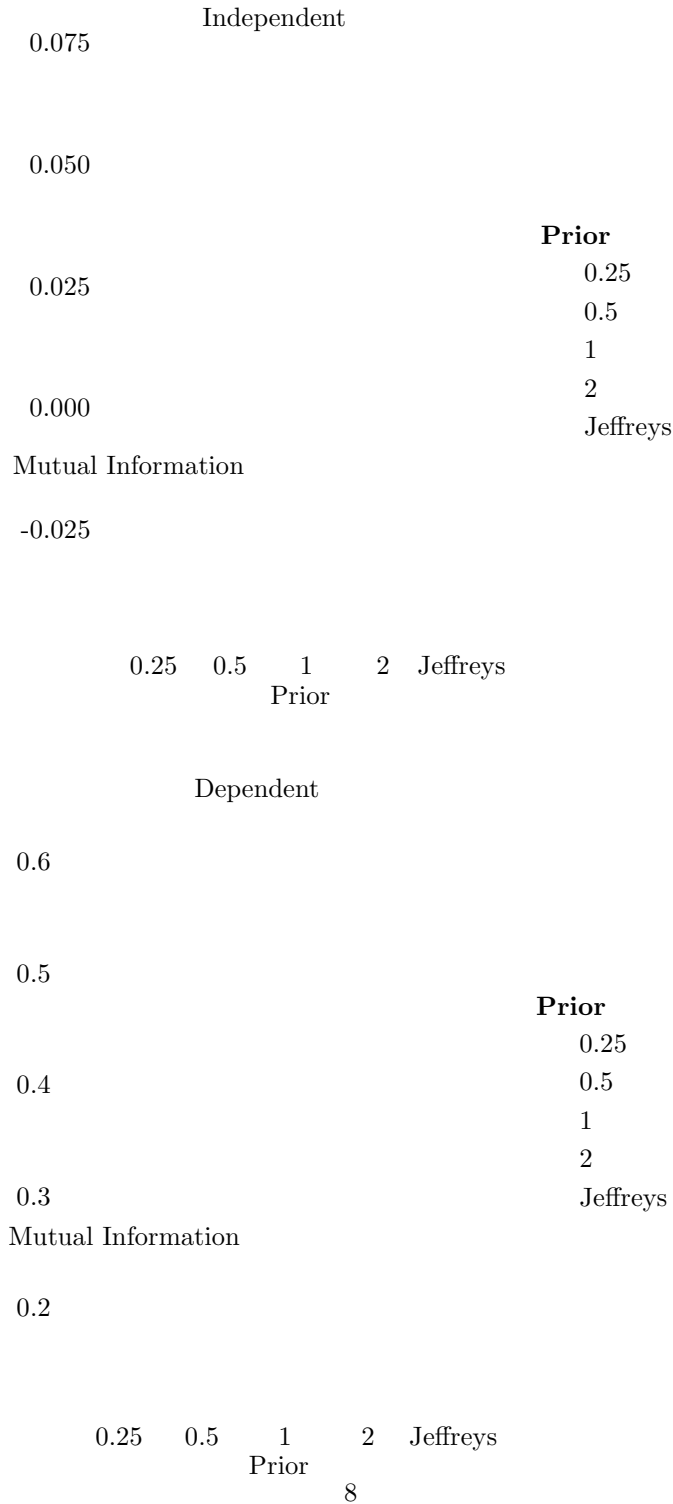 Independent
0.075
0.050
Prior
0.25
0.025
0.5
1
2
0.000
Jeffreys
Mutual Information
-0.025
0.25 0.5 1 2 Jeffreys
Prior
Dependent
0.6
0.5
Prior
0.25
0.4
0.5
1
2
0.3
Jeffreys
Mutual Information
0.2
0.25 0.5 1 2 Jeffreys
Prior
8